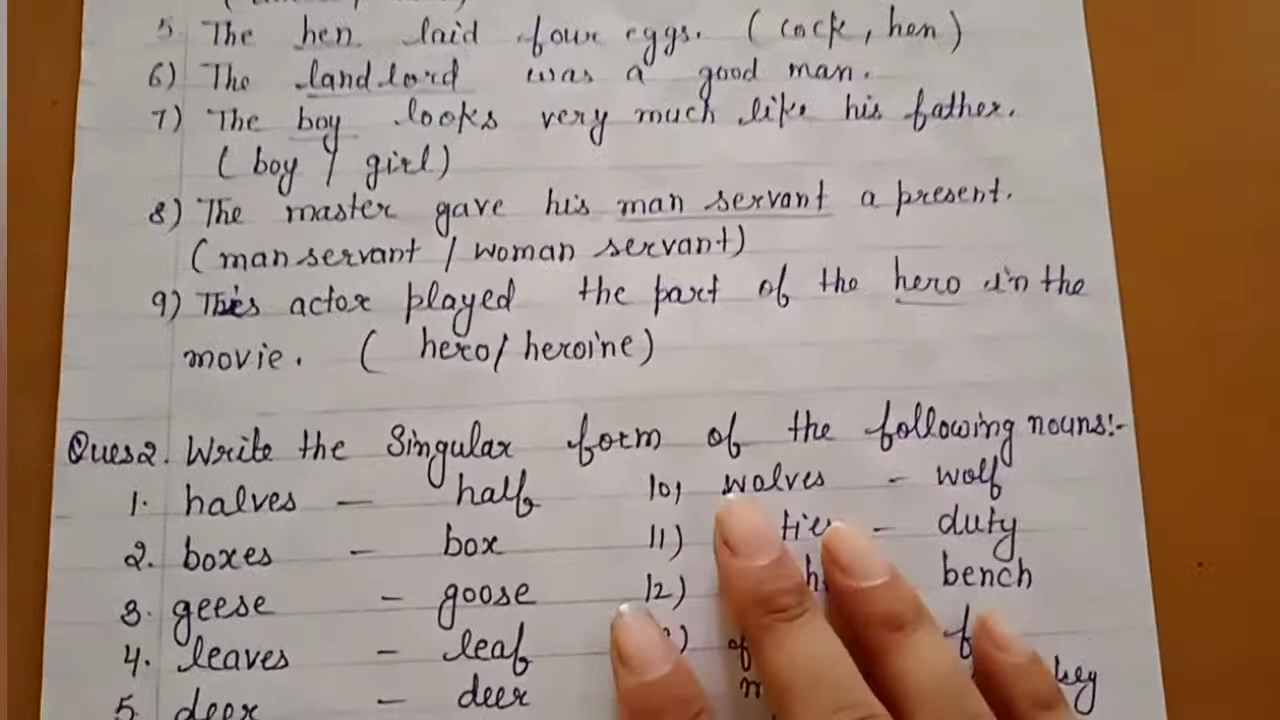 5. The hen laid four eggs. (cock, hen)
6) The landlord was a good man.
7) The boy looks very much like his father.
(boy / girl)
8) The master gave his man servant a present.
(man servant / woman servant)
9) This actor played the part of the hero in the
movie. ( hero/ heroine)
Ques2. Write the Singular form of the following nouns:-
1. halves - half 10) wolves - wolf
2. boxes - box 11) ties - duty
3. geese - goose 12) bench
4. leaves - leaf
5. deer - deer